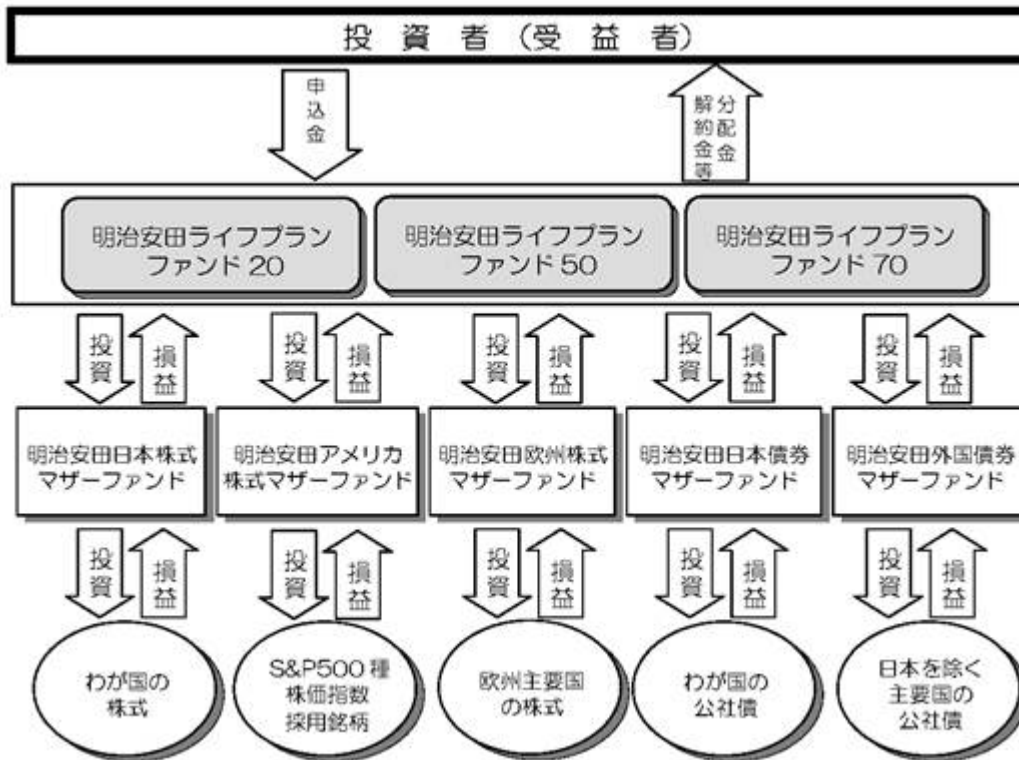 投資者（受益者）
申込金
分配金
解約金等
明治安田ライフプラン
ファンド20
明治安田ライフプラン
ファンド50
明治安田ライフプラン
ファンド70
投資
損益
投資
損益
投資
損益
投資
損益
投資
損益
明治安田日本株式
マザーファンド
明治安田アメリカ
株式マザーファンド
明治安田欧州株式
マザーファンド
明治安田日本債券
マザーファンド
明治安田外国債券
マザーファンド
投資
損益
投資
損益
投資
損益
投資
損益
投資
損益
わが国の
株式
S&P500種
株価指数
採用銘柄
欧州主要国
の株式
わが国の
公社債
日本を除く
主要国の
公社債